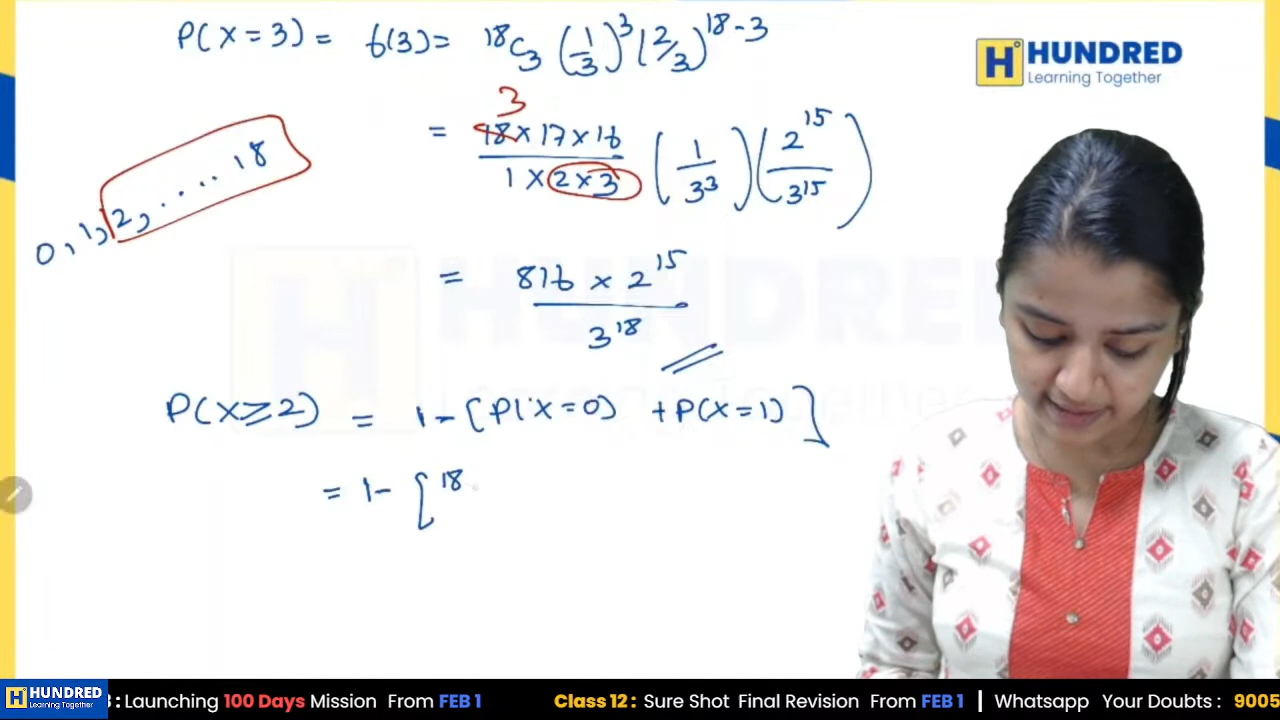 P(X = 3) = f(3) = ¹⁸C₃ (1/3)³ (2/3)¹⁸⁻³
HUNDRED
Learning Together
3
= 18 × 17 × 16 / 1 × 2 × 3 (1/3³) (2¹⁵/3¹⁵)
0, 1, 2, ..... 18
= 816 × 2¹⁵ / 3¹⁸
P(X ≥ 2) = 1 - [P(X = 0) + P(X = 1)]
= 1 - [ 18
HUNDRED
Learning Together
3: Launching 100 Days Mission From FEB 1 Class 12: Sure Shot Final Revision From FEB 1 | Whatsapp Your Doubts : 9005